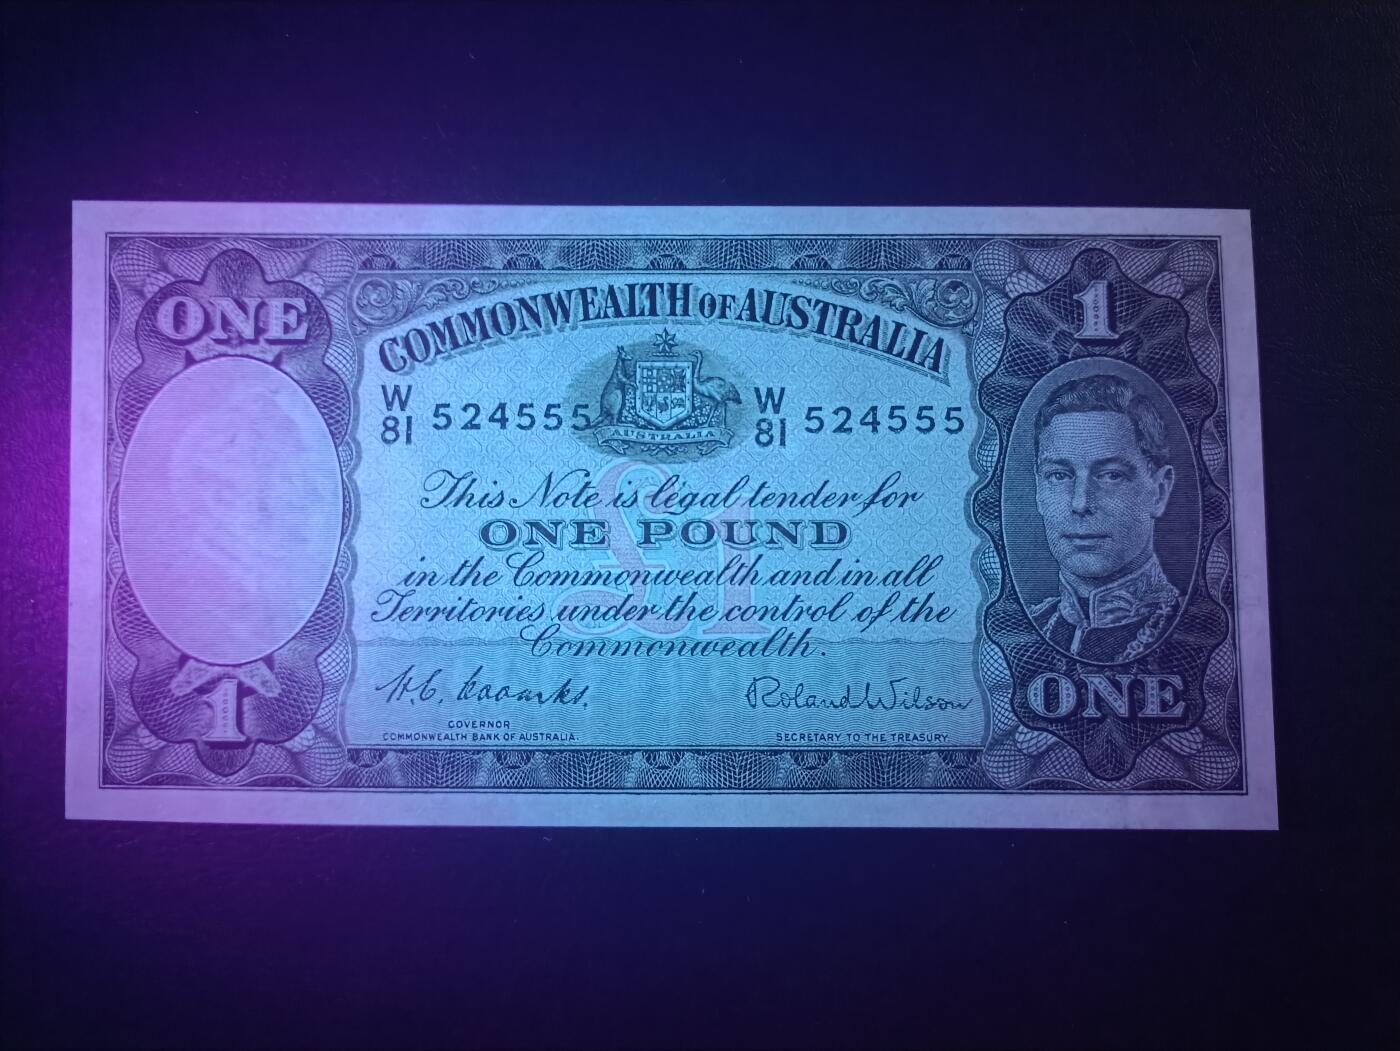 ONE
1
COMMONWEALTH OF AUSTRALIA
W
81 524555
W
81 524555
AUSTRALIA
This Note is legal tender for
£1
ONE POUND
in the Commonwealth and in all
Territories under the control of the
Commonwealth.
H.C. Coombs.
Roland Wilson
GOVERNOR
COMMONWEALTH BANK OF AUSTRALIA.
SECRETARY TO THE TREASURY.
1
ONE